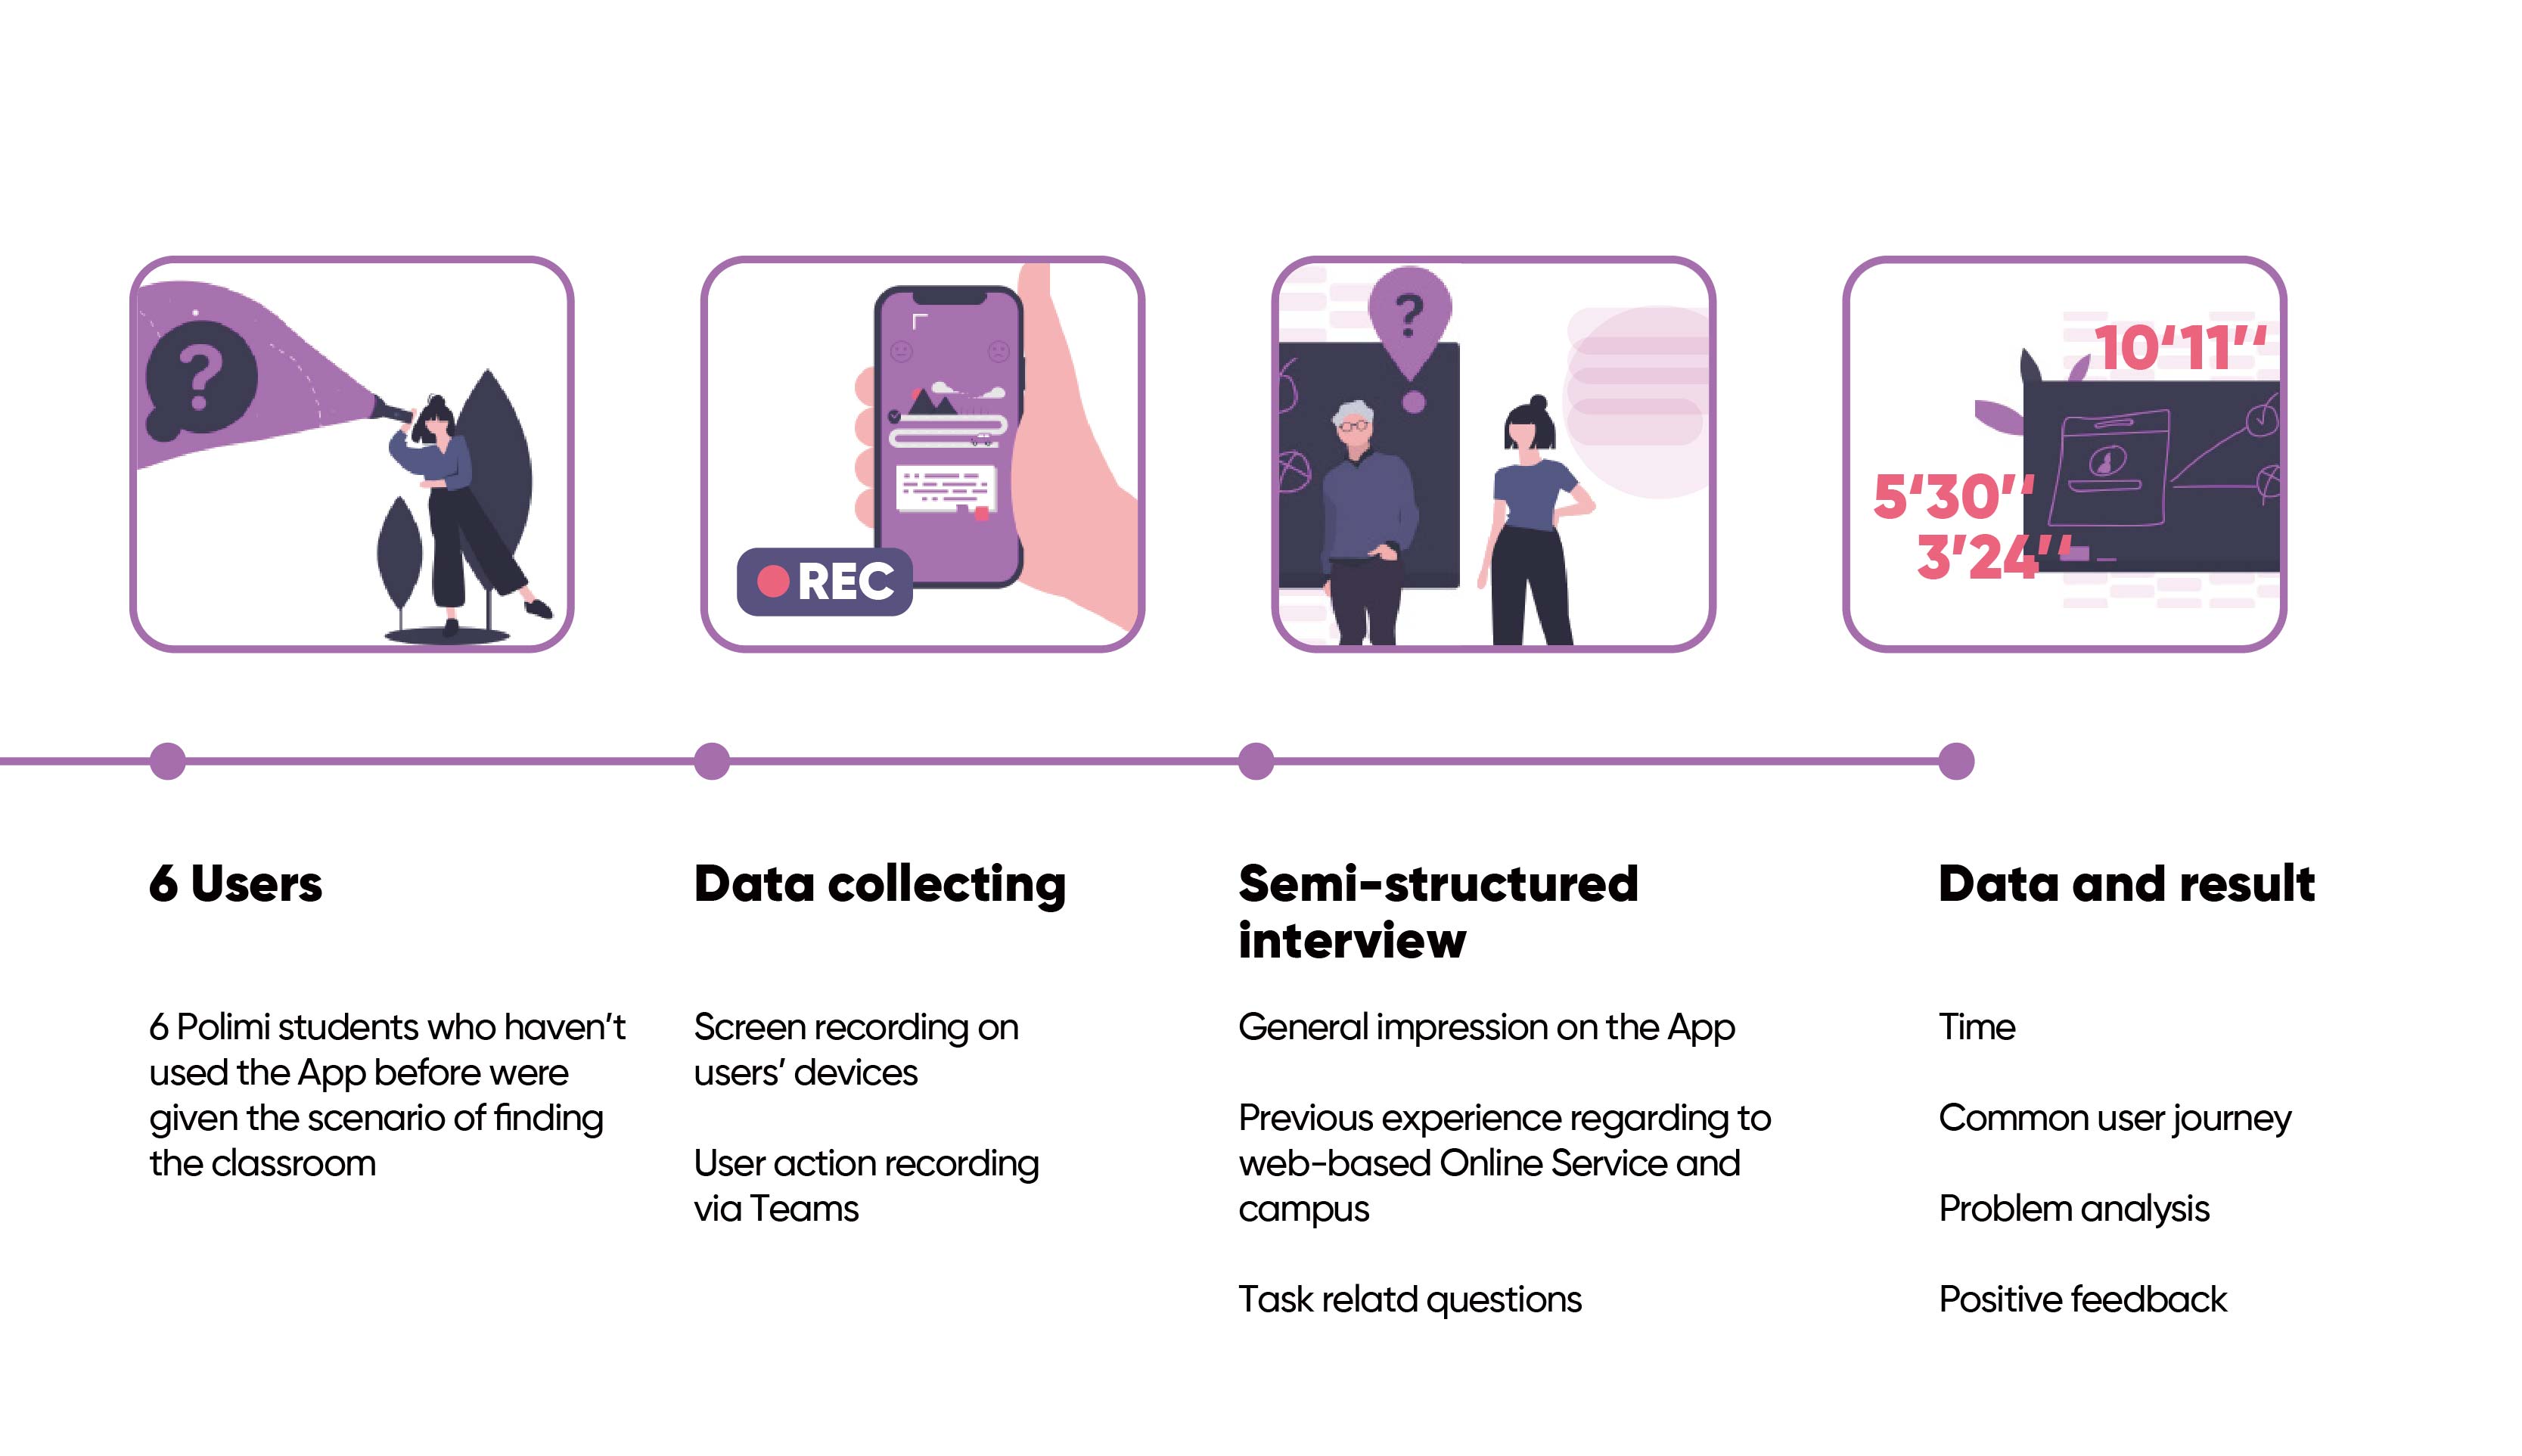 ?
REC
?
10‘11’‘
5‘30’‘
3’24’‘
6 Users
6 Polimi students who haven’t
used the App before were
given the scenario of finding
the classroom
Data collecting
Screen recording on
users’ devices
User action recording
via Teams
Semi-structured
interview
General impression on the App
Previous experience regarding to
web-based Online Service and
campus
Task relatd questions
Data and result
Time
Common user journey
Problem analysis
Positive feedback